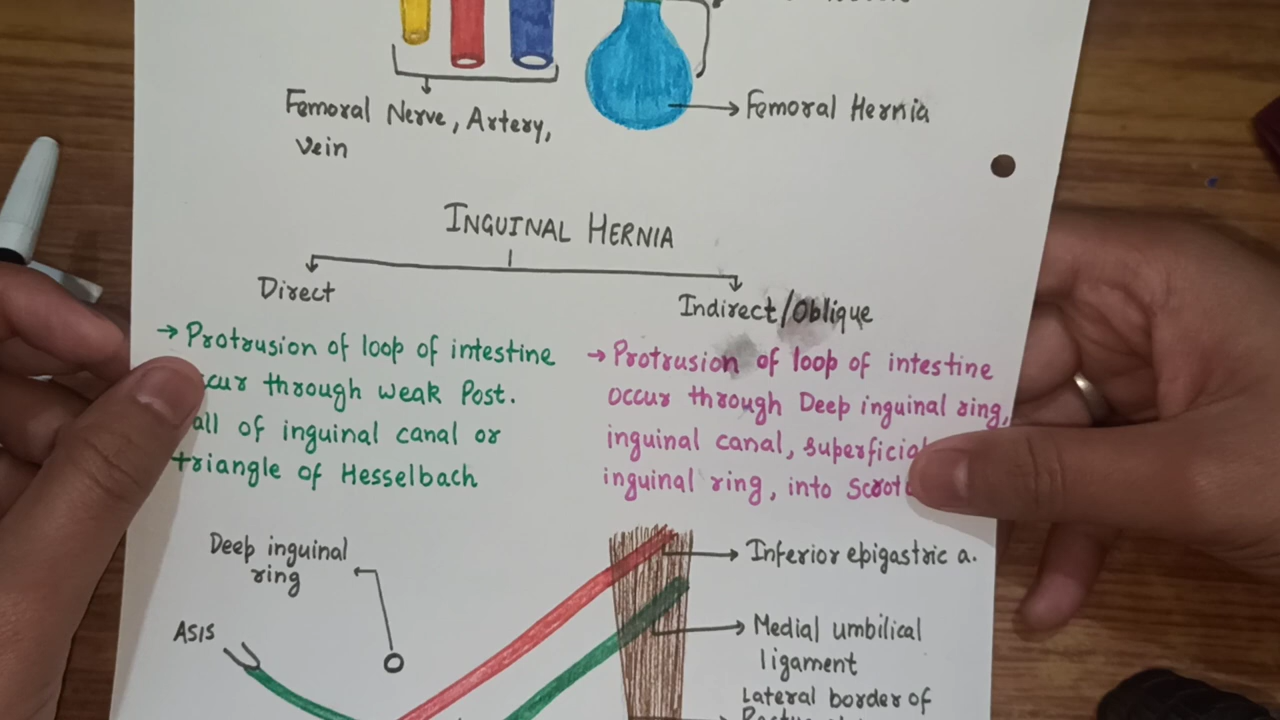 Femoral Nerve, Artery,
Vein
Femoral Hernia
INGUINAL HERNIA
Direct
Indirect/Oblique
→ Protrusion of loop of intestine
through weak Post.
of inguinal canal or
triangle of Hesselbach
→ Protrusion of loop of intestine
occur through Deep inguinal ring,
inguinal canal,
inguinal ring, into
Deep inguinal
ring
ASIS
Inferior epigastric a.
Medial umbilical
ligament
Lateral border of